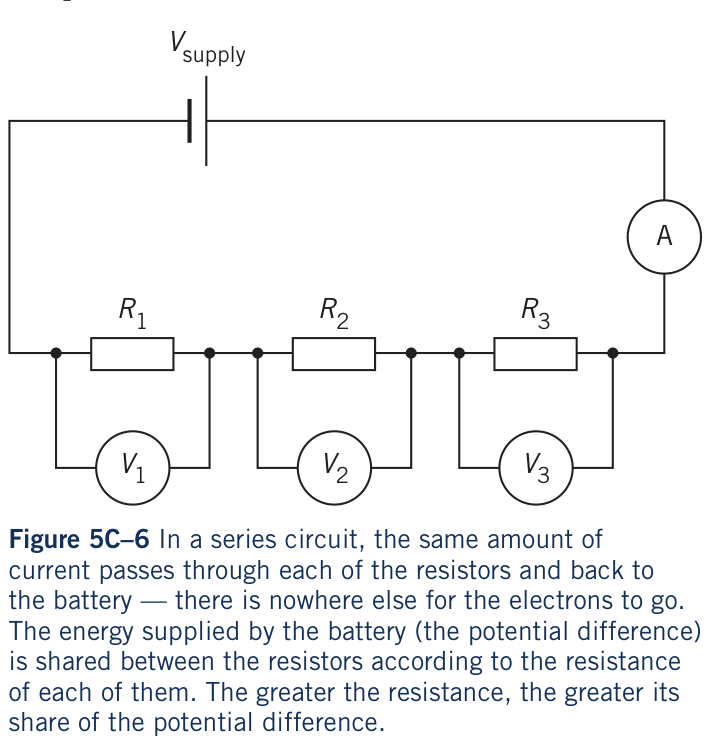 Vsupply
A
R1
R2
R3
V1
V2
V3
Figure 5C–6 In a series circuit, the same amount of
current passes through each of the resistors and back to
the battery — there is nowhere else for the electrons to go.
The energy supplied by the battery (the potential difference)
is shared between the resistors according to the resistance
of each of them. The greater the resistance, the greater its
share of the potential difference.